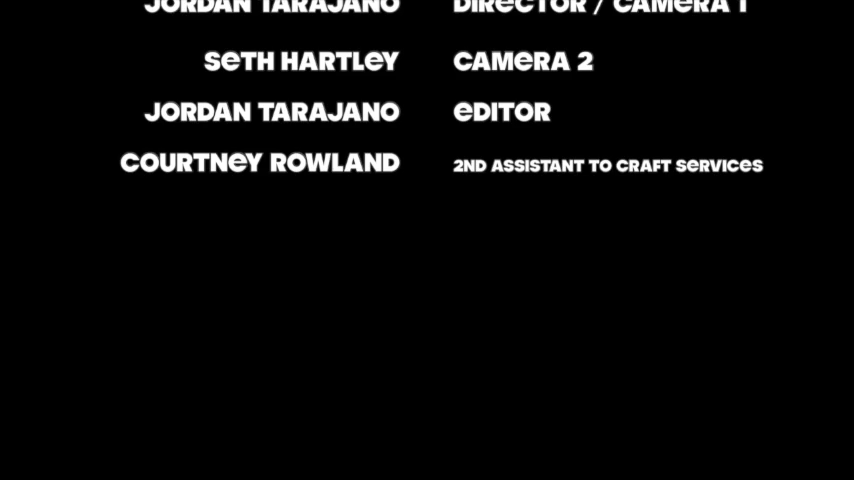 JORDAN TARAJANO DIRECTOR / CAMERA 1
SETH HARTLEY CAMERA 2
JORDAN TARAJANO EDITOR
COURTNEY ROWLAND 2ND ASSISTANT TO CRAFT SERVICES